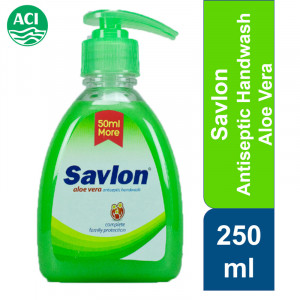 ACI
50ml
More
Savlon
aloe vera antiseptic handwash
complete
family protection
Savlon
Antiseptic Handwash
Aloe Vera
250
ml